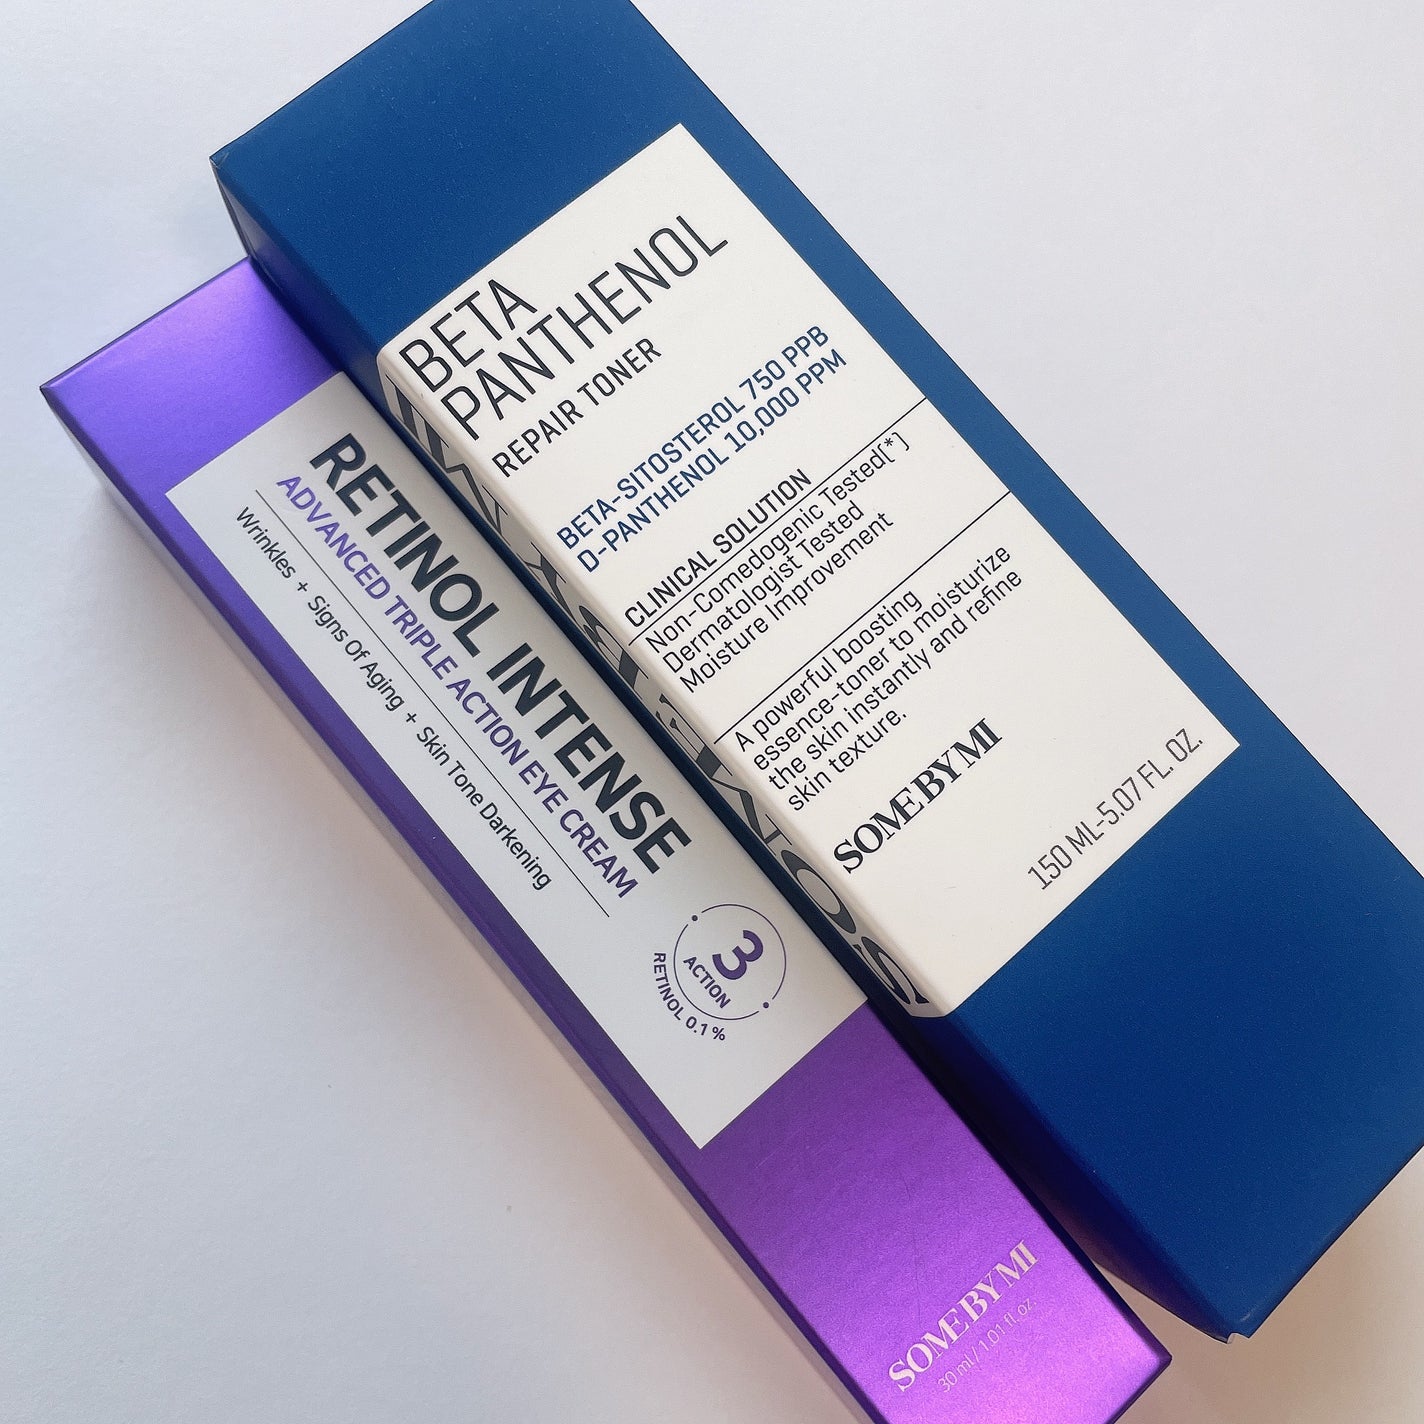 BETA
PANTHENOL
REPAIR TONER
BETA-SITOSTEROL 750 PPB
D-PANTHENOL 10,000 PPM
CLINICAL SOLUTION
Non-Comedogenic Tested(*)
Dermatologist Tested
Moisture Improvement
A powerful boosting
essence-toner to moisturize
the skin instantly and refine
skin texture.
SOME BY MI
150 ML-5.07 FL. OZ.
SOME BY MI
RETINOL INTENSE
ADVANCED TRIPLE ACTION EYE CREAM
Wrinkles + Signs Of Aging + Skin Tone Darkening
3
ACTION
RETINOL 0.1 %
SOME BY MI
30 ml / 1.01 fl. oz.